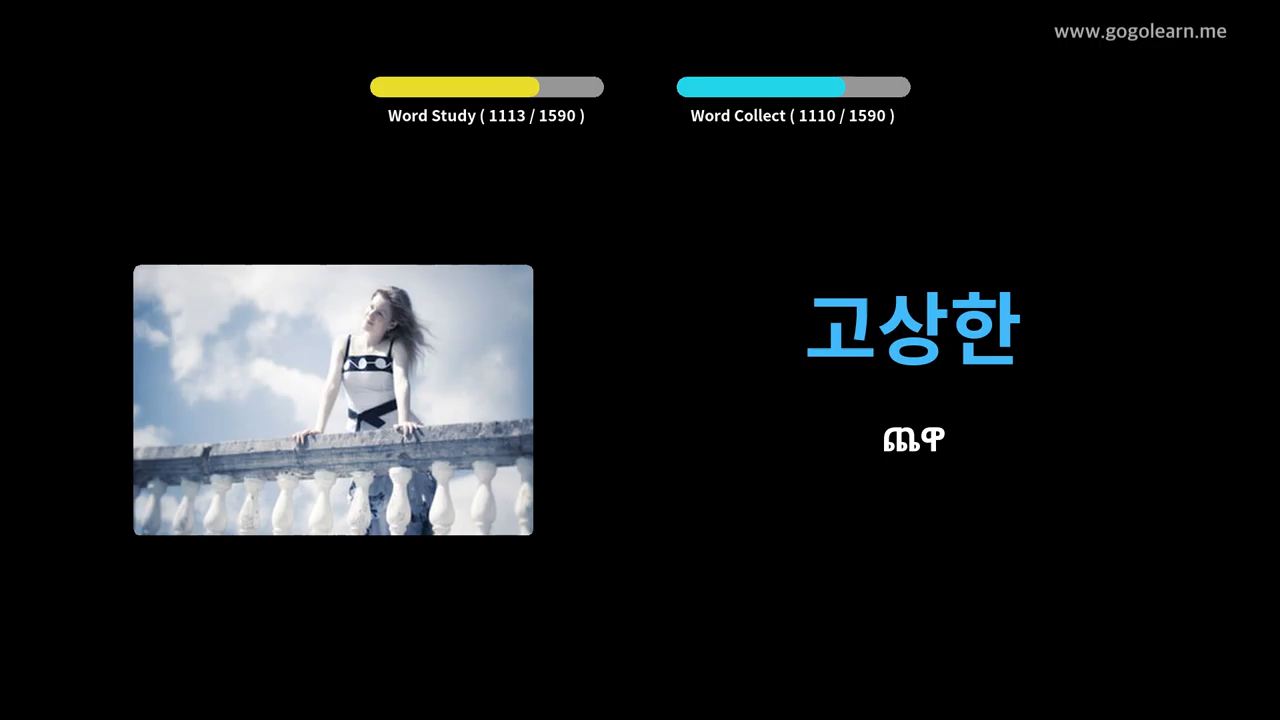 www.gogolearn.me
Word Study ( 1113 / 1590 )
Word Collect ( 1110 / 1590 )
고상한
ጨዋ